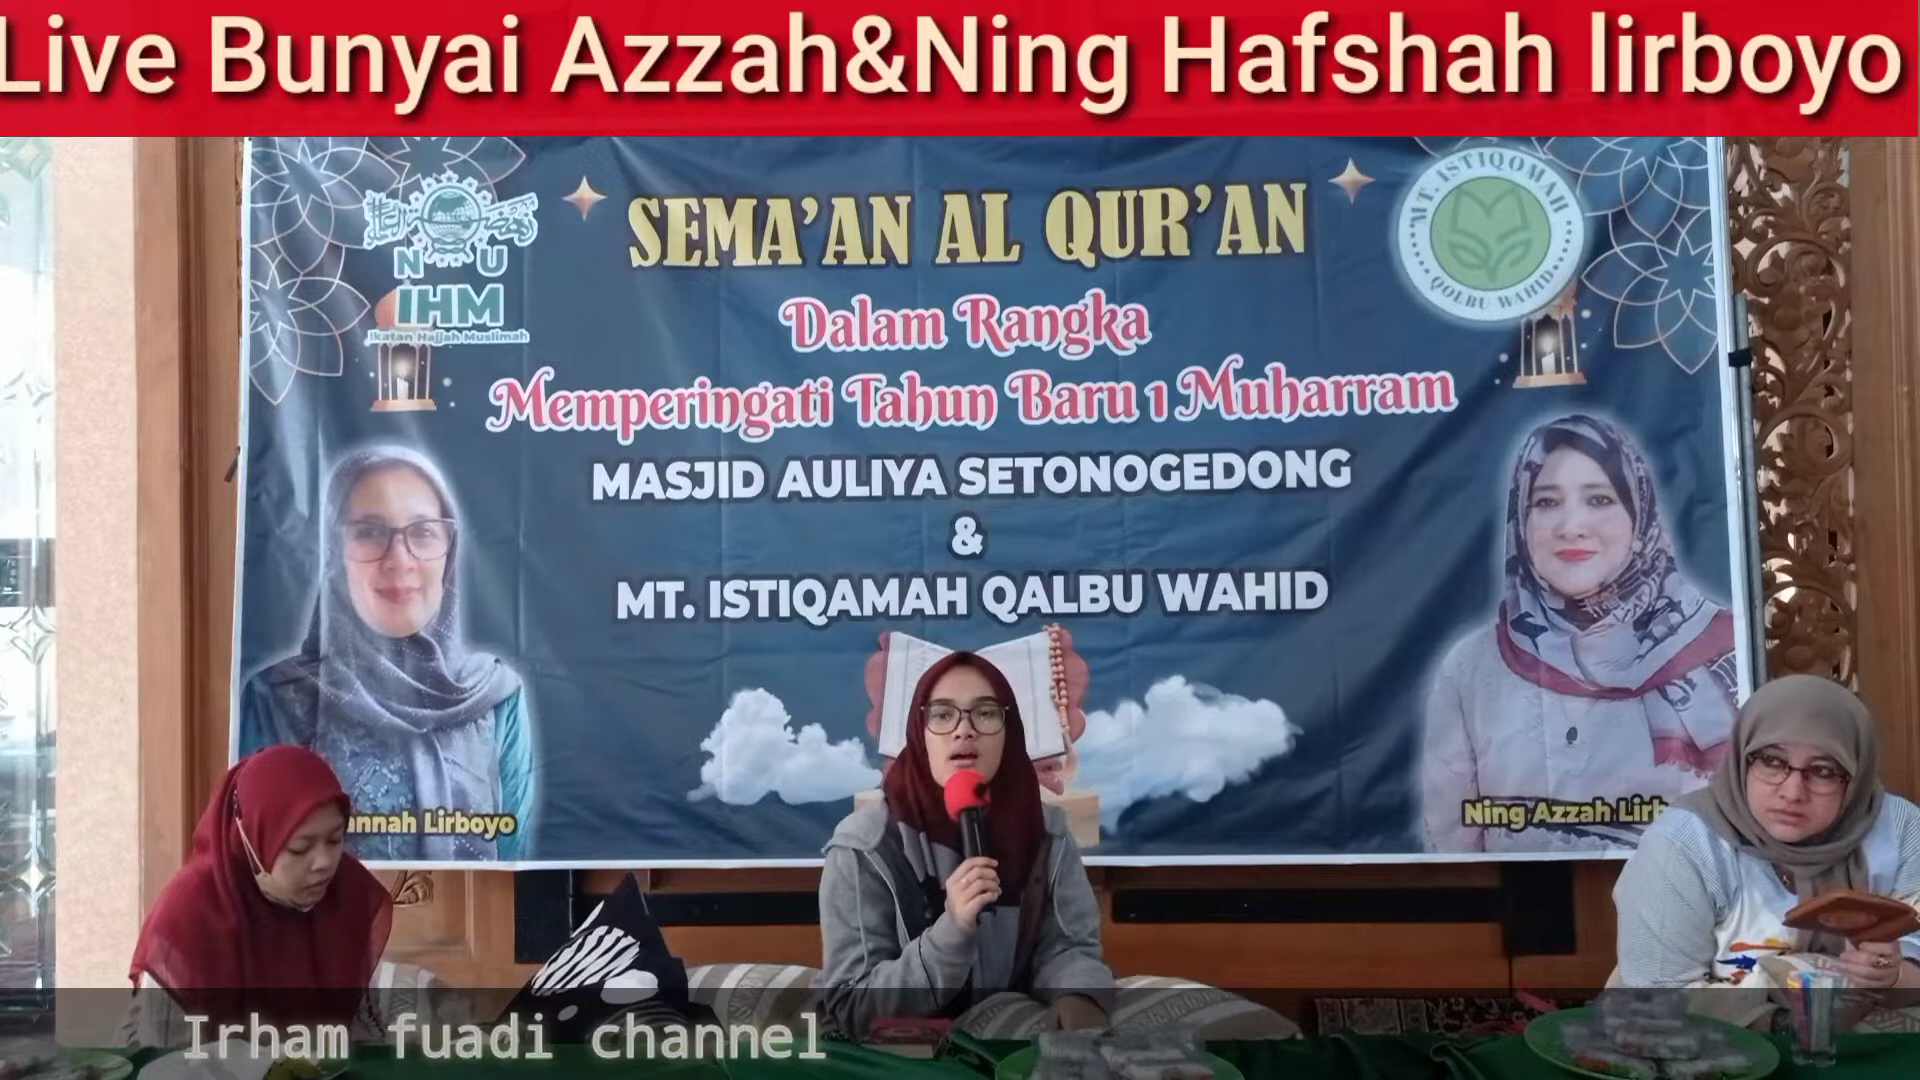 Live Bunyai Azzah&Ning Hafshah lirboyo
SEMA'AN AL QUR'AN
Dalam Rangka
Memperingati Tahun Baru 1 Muharram
MASJID AULIYA SETONOGEDONG
&
MT. ISTIQAMAH QALBU WAHID
N U
IHM
Ikatan Hajjah Muslimah
MT. ISTIQOMAH
QOLBU WAHID
annah Lirboyo
Ning Azzah Lirb
Irham fuadi channel